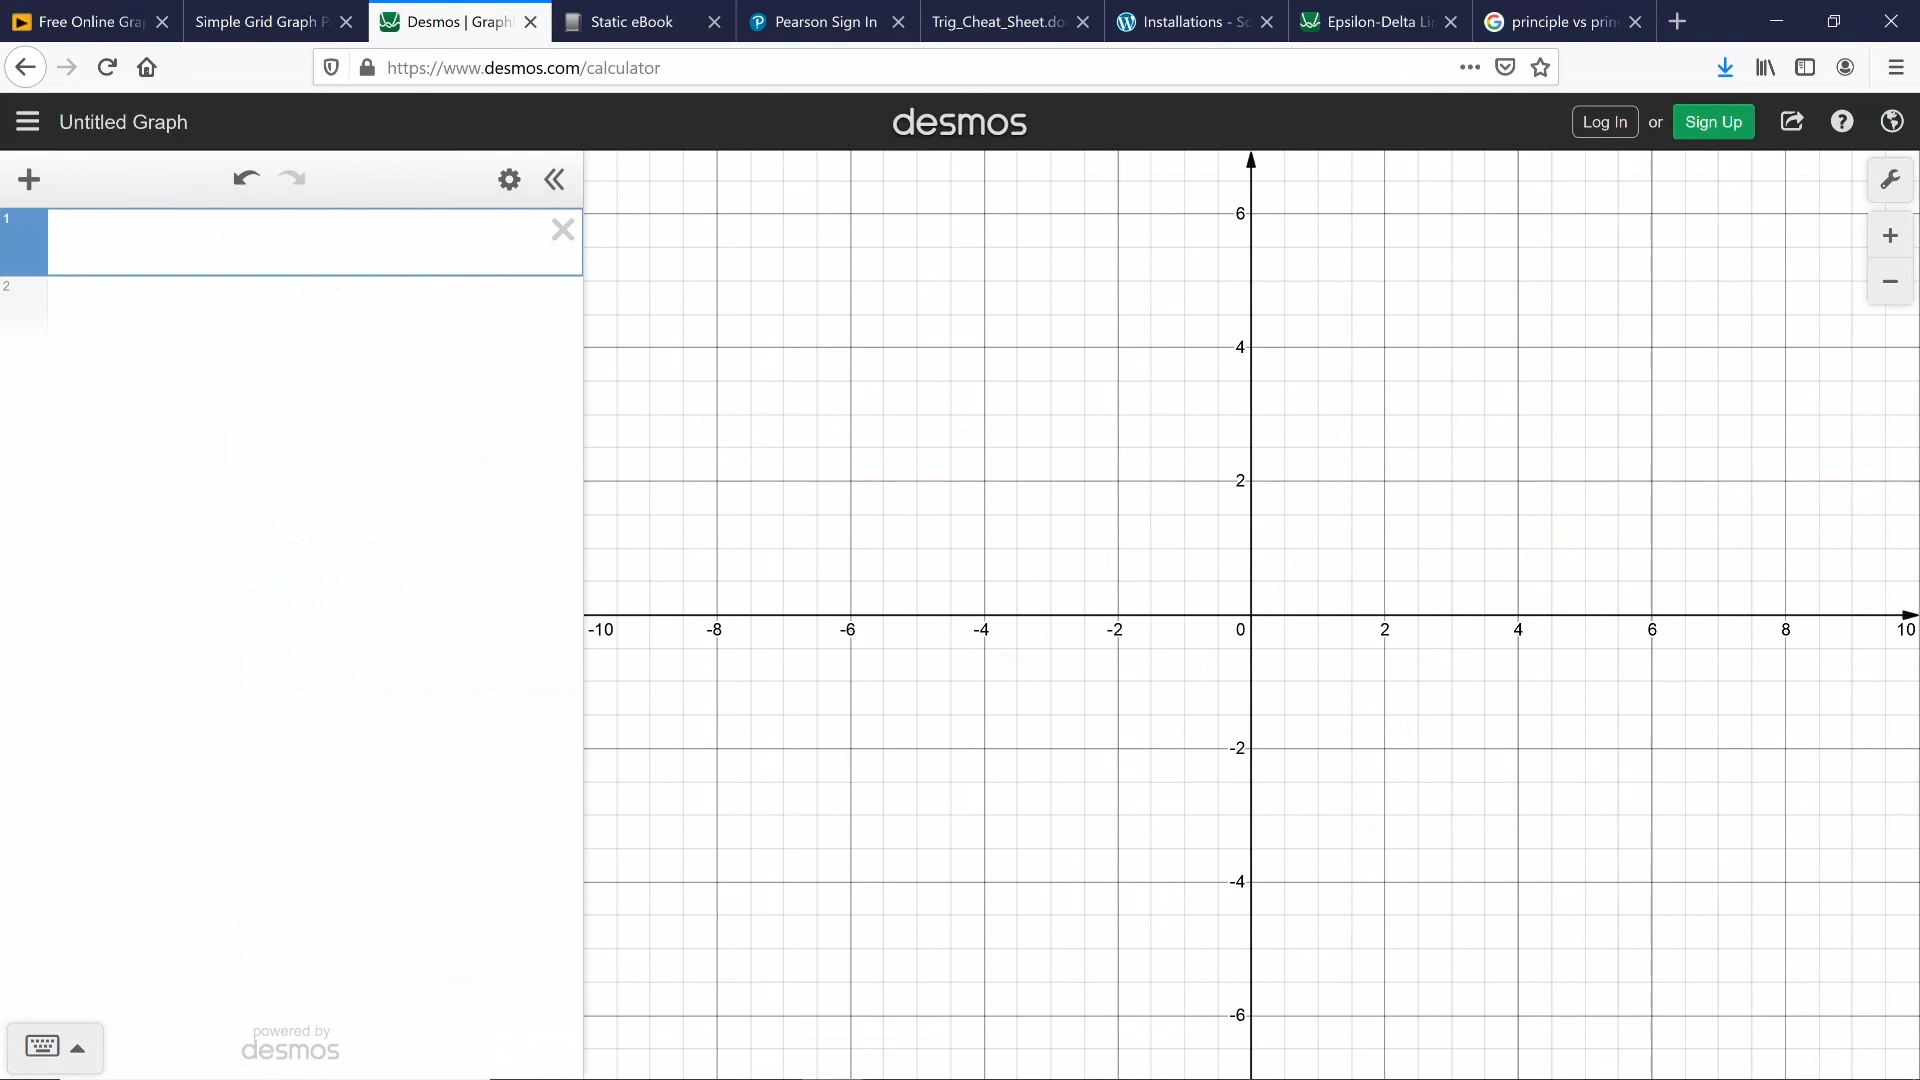 Free Online Gra
Simple Grid Graph P
Desmos | Graphi
Static eBook
Pearson Sign In
Trig_Cheat_Sheet.do
Installations - So
Epsilon-Delta Li
principle vs prin
https://www.desmos.com/calculator
Untitled Graph
desmos
Log In or Sign Up
1
2
6
4
2
-10 -8 -6 -4 -2 0 2 4 6 8 10
-2
-4
-6
powered by
desmos